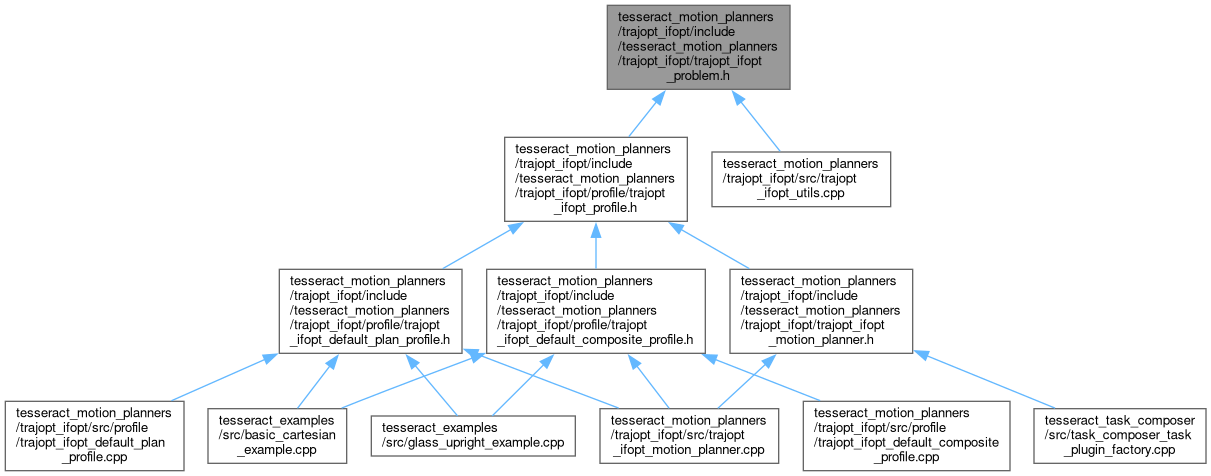 tesseract_motion_planners
/trajopt_ifopt/include
/tesseract_motion_planners
/trajopt_ifopt/trajopt_ifopt
_problem.h
tesseract_motion_planners
/trajopt_ifopt/include
/tesseract_motion_planners
/trajopt_ifopt/profile/trajopt
_ifopt_profile.h
tesseract_motion_planners
/trajopt_ifopt/src/trajopt
_ifopt_utils.cpp
tesseract_motion_planners
/trajopt_ifopt/include
/tesseract_motion_planners
/trajopt_ifopt/profile/trajopt
_ifopt_default_plan_profile.h
tesseract_motion_planners
/trajopt_ifopt/include
/tesseract_motion_planners
/trajopt_ifopt/profile/trajopt
_ifopt_default_composite_profile.h
tesseract_motion_planners
/trajopt_ifopt/include
/tesseract_motion_planners
/trajopt_ifopt/trajopt_ifopt
_motion_planner.h
tesseract_motion_planners
/trajopt_ifopt/src/profile
/trajopt_ifopt_default_plan
_profile.cpp
tesseract_examples
/src/basic_cartesian
_example.cpp
tesseract_examples
/src/glass_upright_example.cpp
tesseract_motion_planners
/trajopt_ifopt/src/trajopt
_ifopt_motion_planner.cpp
tesseract_motion_planners
/trajopt_ifopt/src/profile
/trajopt_ifopt_default_composite
_profile.cpp
tesseract_task_composer
/src/task_composer_task
_plugin_factory.cpp